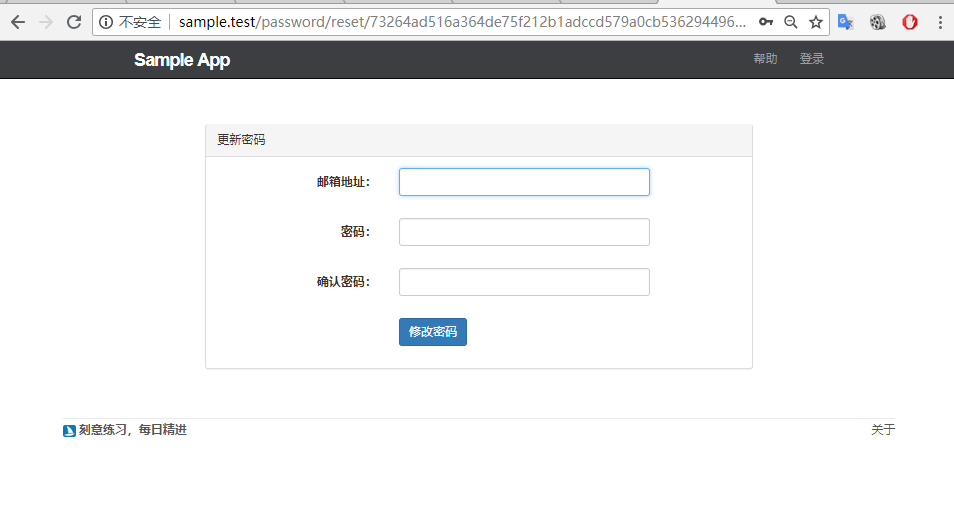 不安全 sample.test/password/reset/73264ad516a364de75f212b1adccd579a0cb536294496...
Sample App 帮助 登录
更新密码
邮箱地址：
密码：
确认密码：
修改密码
刻意练习，每日精进 关于